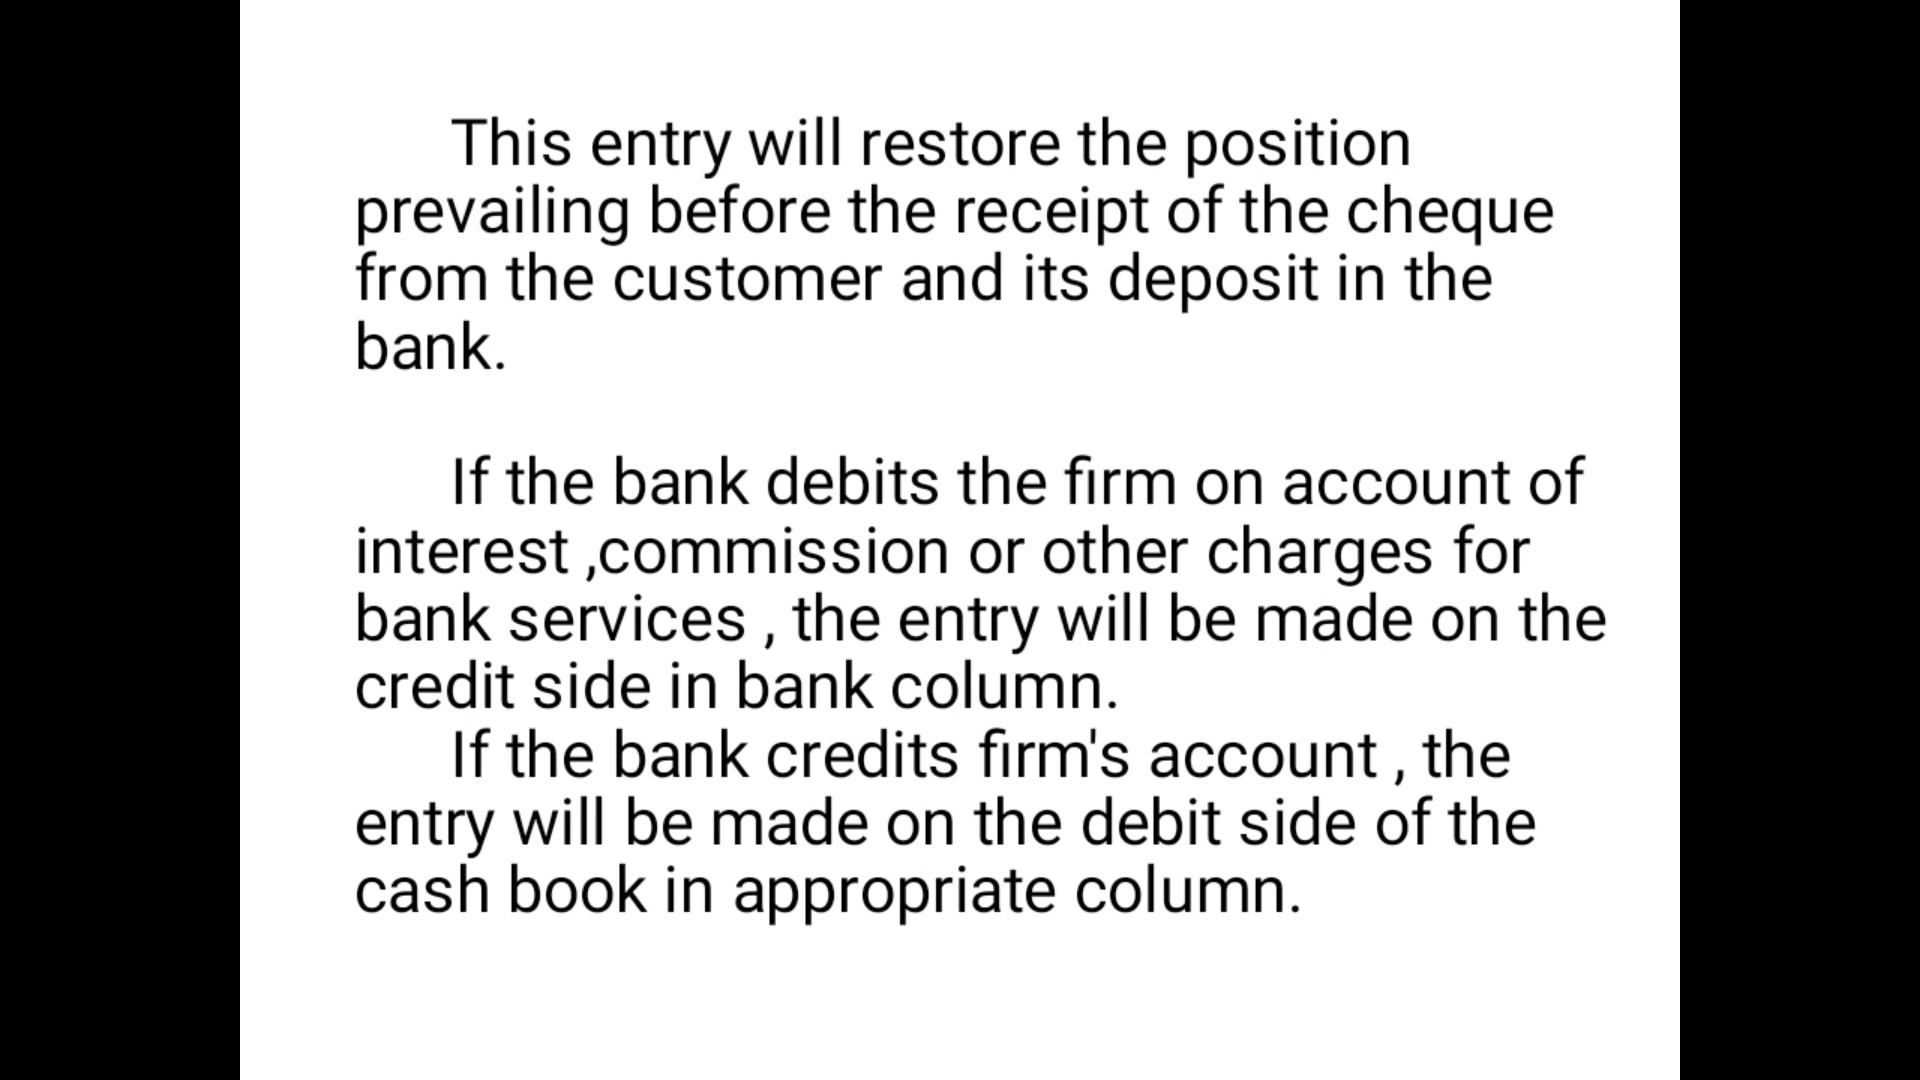 This entry will restore the position
prevailing before the receipt of the cheque
from the customer and its deposit in the
bank.
If the bank debits the firm on account of
interest ,commission or other charges for
bank services , the entry will be made on the
credit side in bank column.
If the bank credits firm's account , the
entry will be made on the debit side of the
cash book in appropriate column.